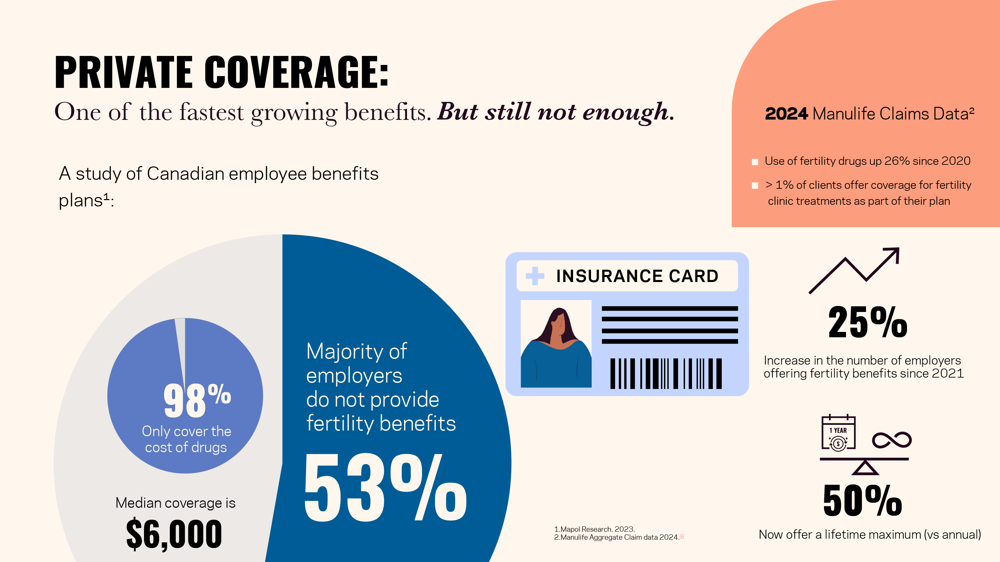 PRIVATE COVERAGE:
One of the fastest growing benefits. But still not enough.
A study of Canadian employee benefits
plans¹:
98%
Only cover the
cost of drugs
Median coverage is
$6,000
Majority of
employers
do not provide
fertility benefits
53%
INSURANCE CARD
2024 Manulife Claims Data²
Use of fertility drugs up 26% since 2020
> 1% of clients offer coverage for fertility
clinic treatments as part of their plan
25%
Increase in the number of employers
offering fertility benefits since 2021
1 YEAR
$
50%
Now offer a lifetime maximum (vs annual)
1.Mapol Research. 2023.
2.Manulife Aggregate Claim data 2024.